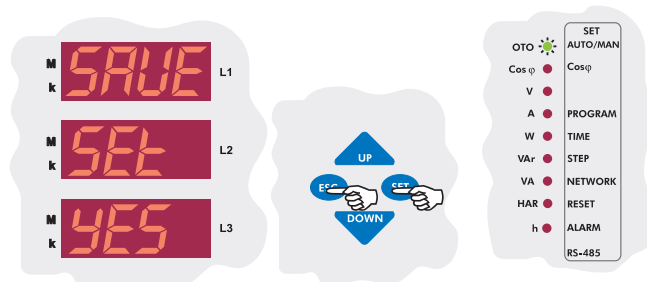 M
k
SAVE
L1
M
k
SEt
L2
M
k
YES
L3
UP
ESC
SET
DOWN
SET
OTO AUTO/MAN
Cos φ Cosφ
V
A PROGRAM
W TIME
VAr STEP
VA NETWORK
HAR RESET
h ALARM
RS-485